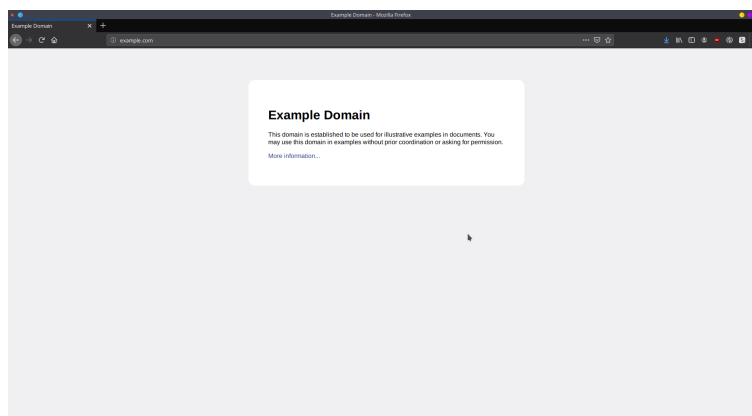 Example Domain - Mozilla Firefox
Example Domain
example.com
Example Domain
This domain is established to be used for illustrative examples in documents. You
may use this domain in examples without prior coordination or asking for permission.
More information...